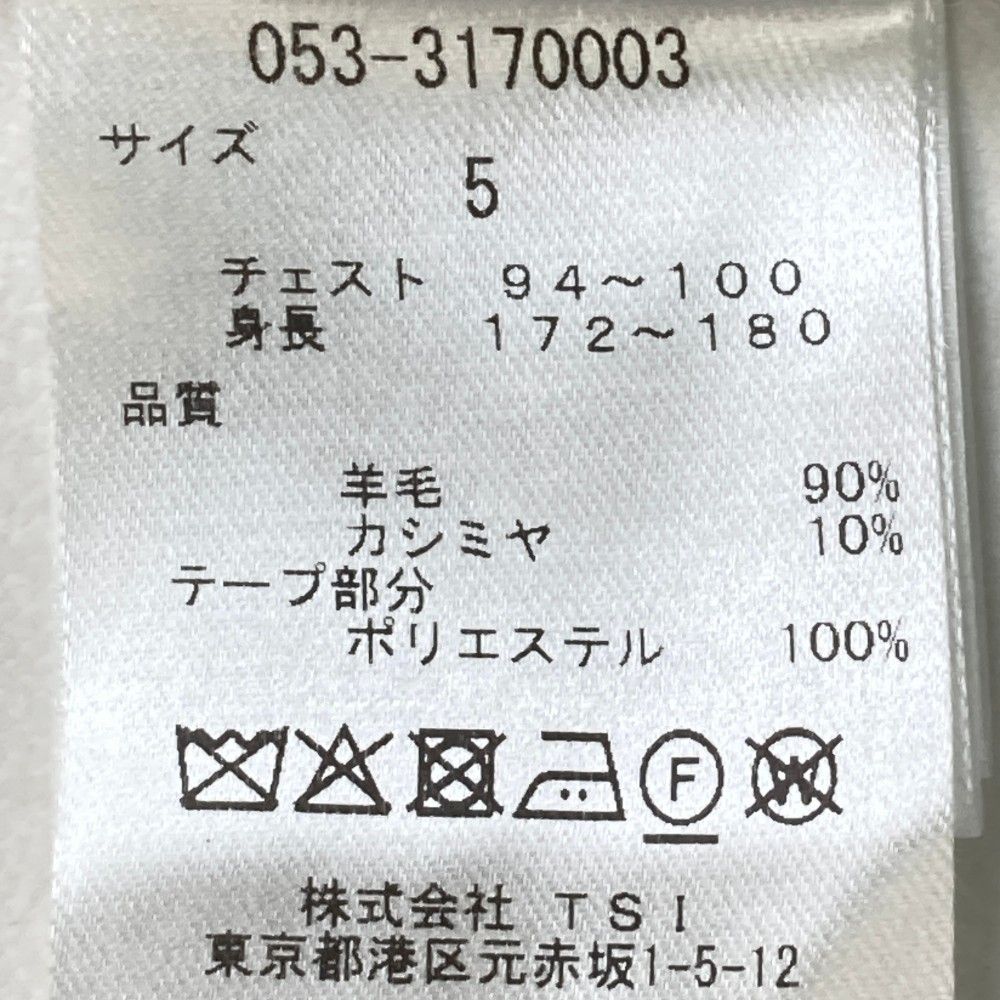 053-3170003
サイズ
5
チェスト 94～100
身長 172～180
品質
羊毛 90%
カシミヤ 10%
テープ部分
ポリエステル 100%
F W
株式会社 TSI
東京都港区元赤坂1-5-12